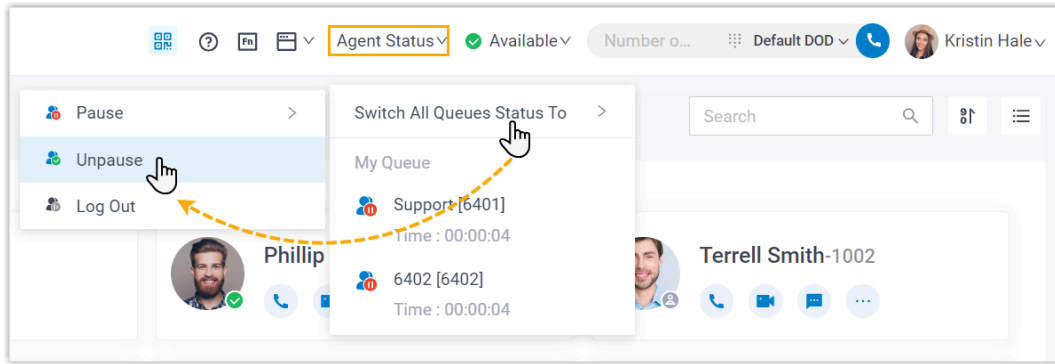 Fn
Agent Status
Available
Number o...
Default DOD
Kristin Hale
Pause
Unpause
Log Out
Switch All Queues Status To
My Queue
Support [6401]
Time : 00:00:04
6402 [6402]
Time : 00:00:04
Search
Phillip
Terrell Smith-1002